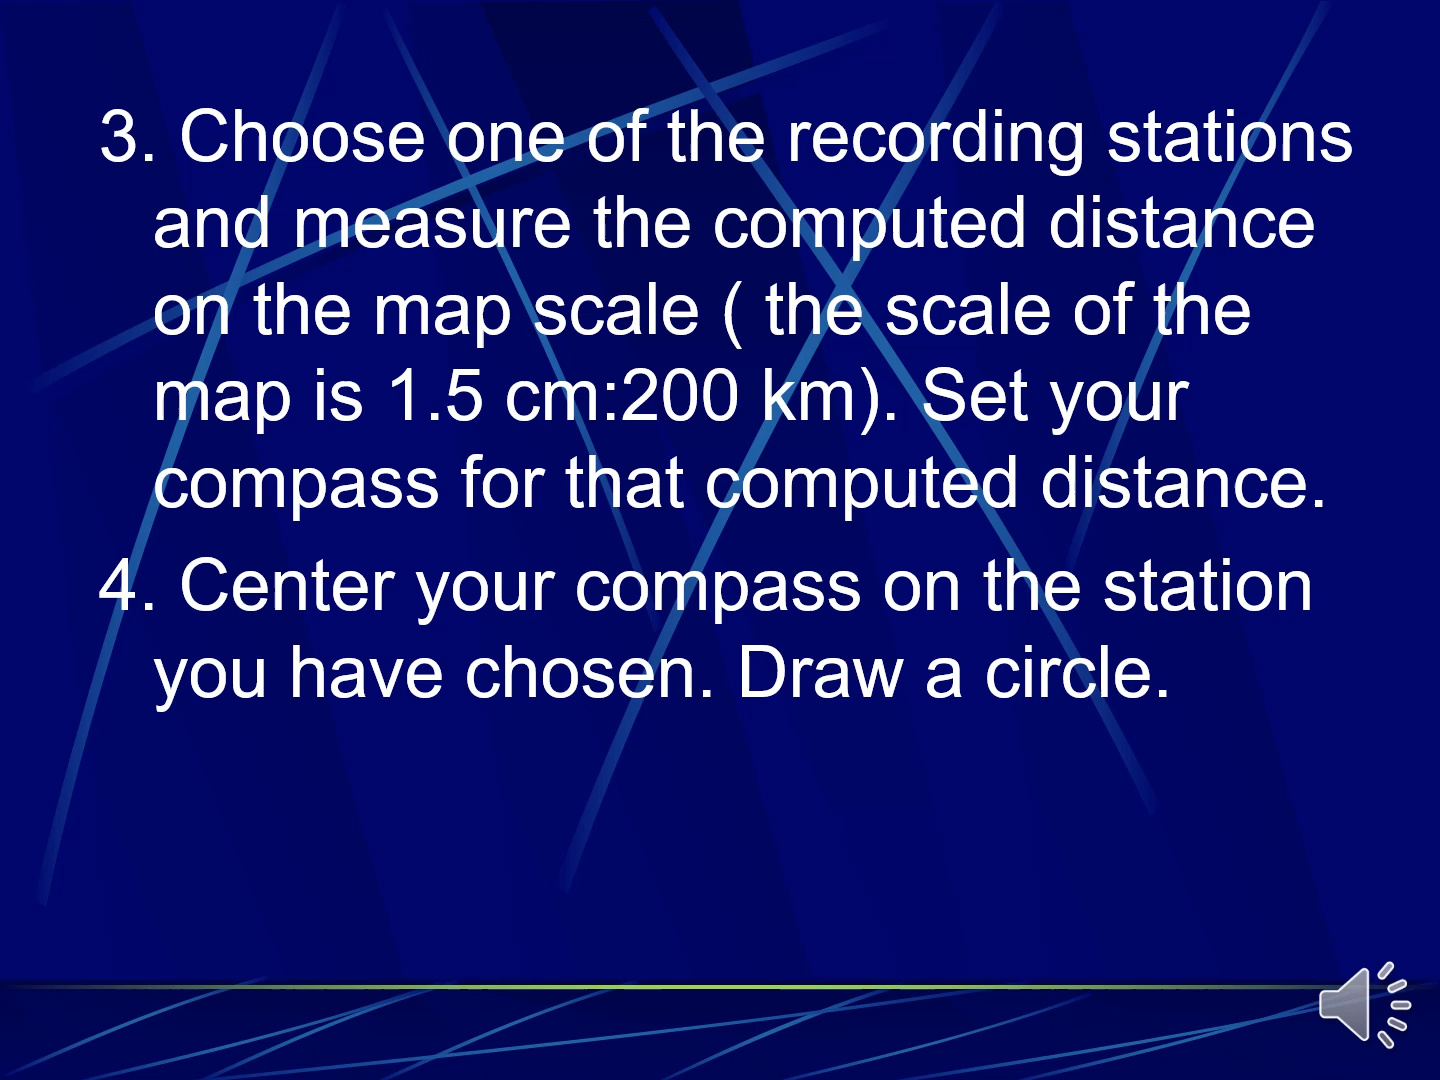 3. Choose one of the recording stations
and measure the computed distance
on the map scale ( the scale of the
map is 1.5 cm:200 km). Set your
compass for that computed distance.
4. Center your compass on the station
you have chosen. Draw a circle.